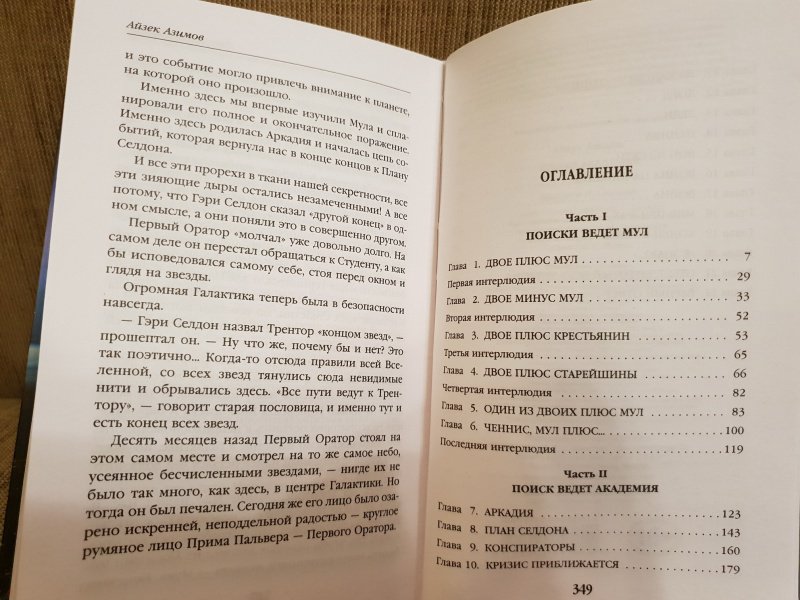 Айзек Азимов
и это событие могло привлечь внимание к планете,
на которой оно произошло.
Именно здесь мы впервые изучили Мула и спла-
нировали его полное и окончательное поражение.
Именно здесь родилась Аркадия и началась цепь со-
бытий, которая вернула нас в конце концов к Плану
Селдона.
И все эти прорехи в ткани нашей секретности, все
эти зияющие дыры остались незамеченными! А все
потому, что Гэри Селдон сказал «другой конец» в од-
ном смысле, а они поняли это в совершенно другом.
Первый Оратор «молчал» уже довольно долго. На
самом деле он перестал обращаться к Студенту, а как
бы исповедовался самому себе, стоя перед окном и
глядя на звезды.
Огромная Галактика теперь была в безопасности
навсегда.
— Гэри Селдон назвал Трентор «концом звезд», —
прошептал он. — Ну что же, почему бы и нет? Это
так поэтично... Когда-то отсюда правили всей Все-
ленной, со всех звезд тянулись сюда невидимые
нити и обрывались здесь. «Все пути ведут к Трен-
тору», — говорит старая пословица, и именно тут и
есть конец всех звезд.
Десять месяцев назад Первый Оратор стоял на
этом самом месте и смотрел на то же самое небо,
усеянное бесчисленными звездами, — нигде их не
было так много, как здесь, в центре Галактики. Но
тогда он был печален. Сегодня же его лицо было оза-
рено искренней, неподдельной радостью — круглое
румяное лицо Прима Пальвера — Первого Оратора.
ОГЛАВЛЕНИЕ
Часть I
ПОИСКИ ВЕДЕТ МУЛ
Глава 1. ДВОЕ ПЛЮС МУЛ 7
Первая интерлюдия 29
Глава 2. ДВОЕ МИНУС МУЛ 33
Вторая интерлюдия 52
Глава 3. ДВОЕ ПЛЮС КРЕСТЬЯНИН 53
Третья интерлюдия 65
Глава 4. ДВОЕ ПЛЮС СТАРЕЙШИНЫ 66
Четвертая интерлюдия 82
Глава 5. ОДИН ИЗ ДВОИХ ПЛЮС МУЛ 83
Глава 6. ЧЕННИС, МУЛ ПЛЮС... 100
Последняя интерлюдия 119
Часть II
ПОИСК ВЕДЕТ АКАДЕМИЯ
Глава 7. АРКАДИЯ 123
Глава 8. ПЛАН СЕЛДОНА 143
Глава 9. КОНСПИРАТОРЫ 160
Глава 10. КРИЗИС ПРИБЛИЖАЕТСЯ 179
349